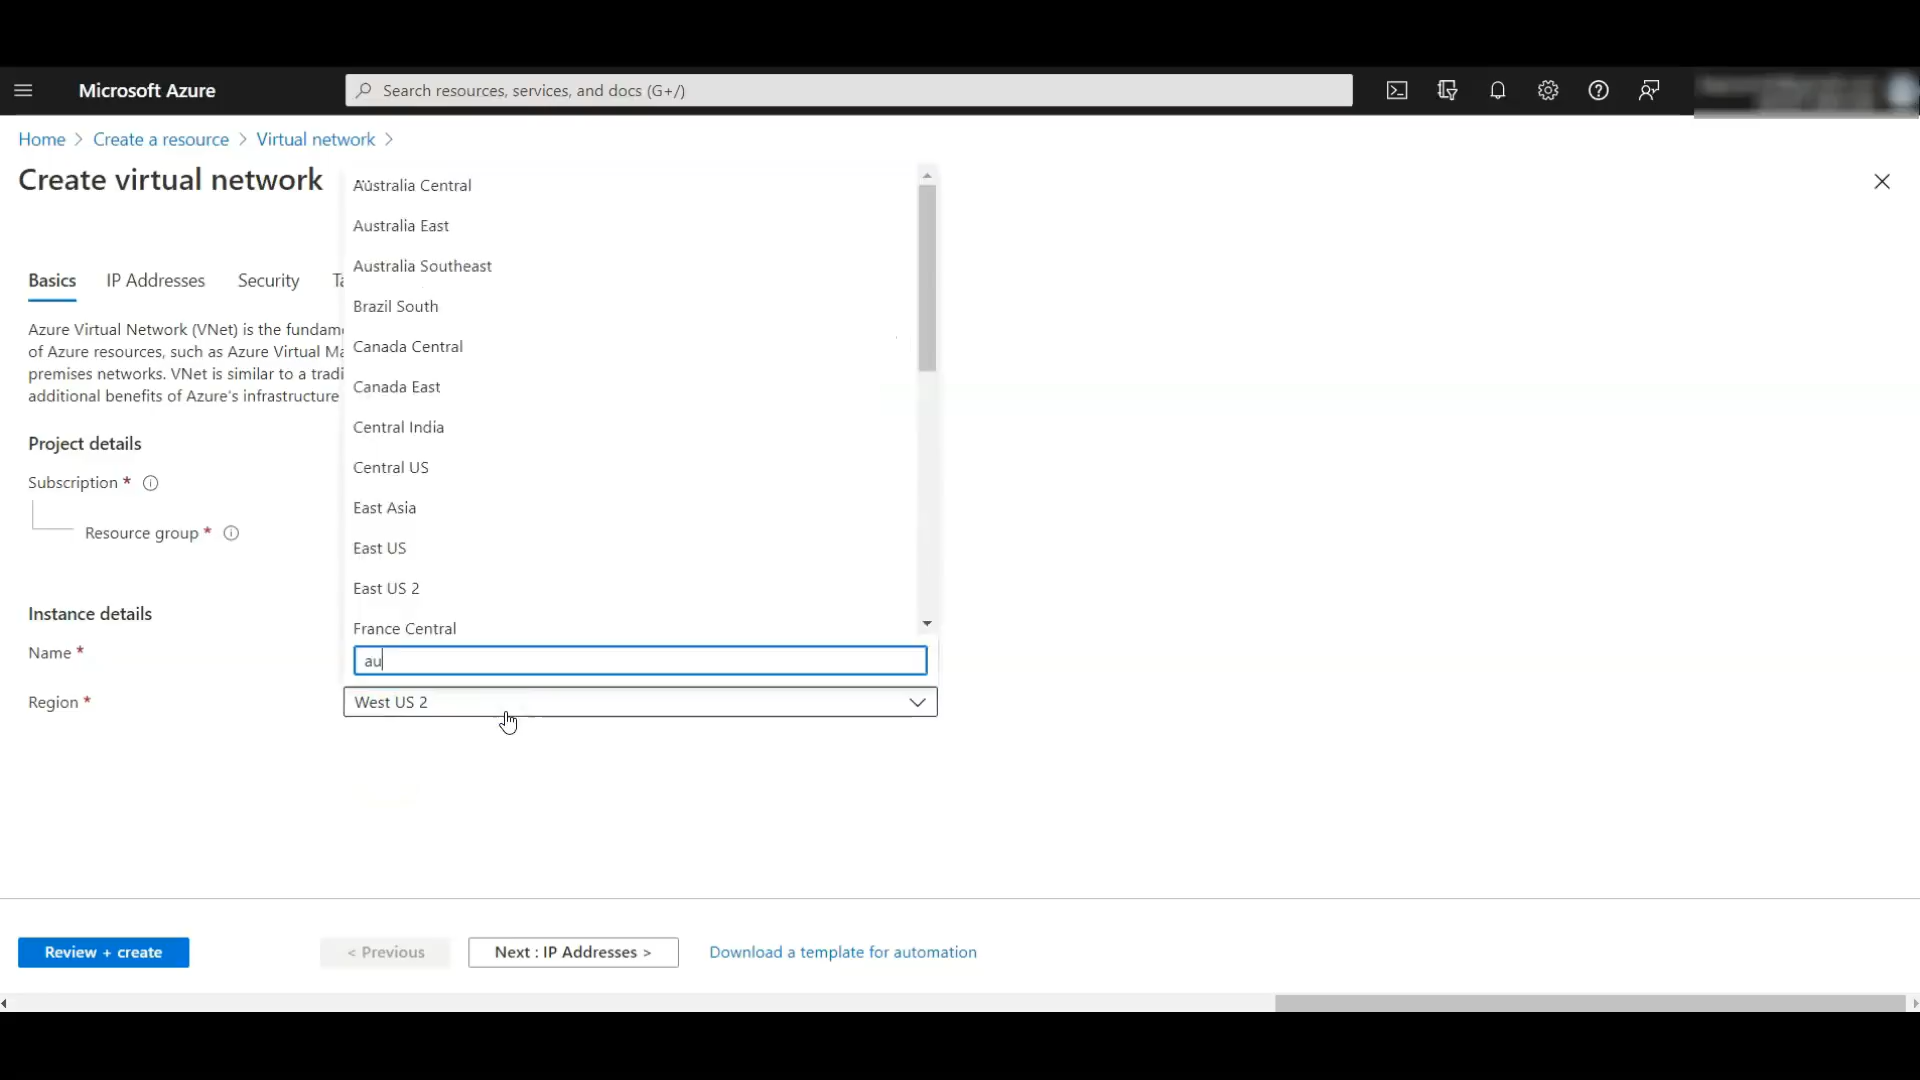 Microsoft Azure
Search resources, services, and docs (G+/)
Home > Create a resource > Virtual network >
Create virtual network
Basics IP Addresses Security
Azure Virtual Network (VNet) is the
of Azure resources, such as Azure Virtual
premises networks. VNet is similar to a
additional benefits of Azure's infrastructure
Project details
Subscription *
Resource group *
Instance details
Name *
Region *
Australia Central
Australia East
Australia Southeast
Brazil South
Canada Central
Canada East
Central India
Central US
East Asia
East US
East US 2
France Central
au
West US 2
Review + create
< Previous
Next : IP Addresses >
Download a template for automation